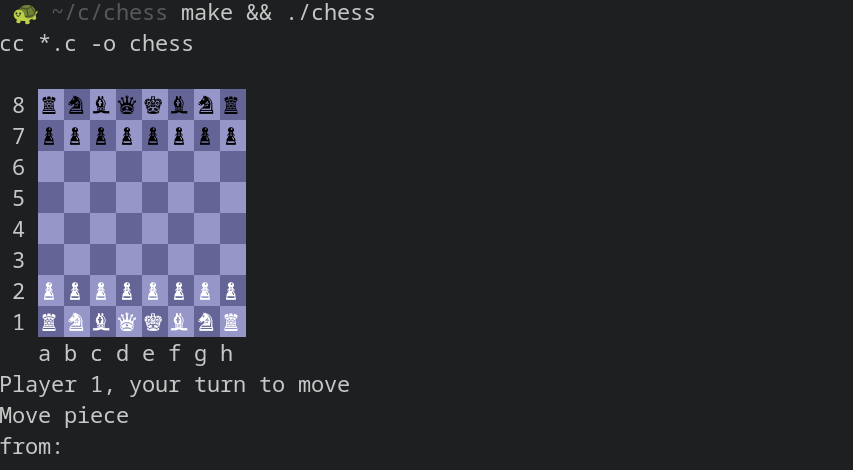 🐢 ~/c/chess make && ./chess
cc *.c -o chess
8 ♜♞♝♛♚♝♞♜
7 ♟♟♟♟♟♟♟♟
6
5
4
3
2 ♟♟♟♟♟♟♟♟
1 ♜♞♝♛♚♝♞♜
a b c d e f g h
Player 1, your turn to move
Move piece
from: